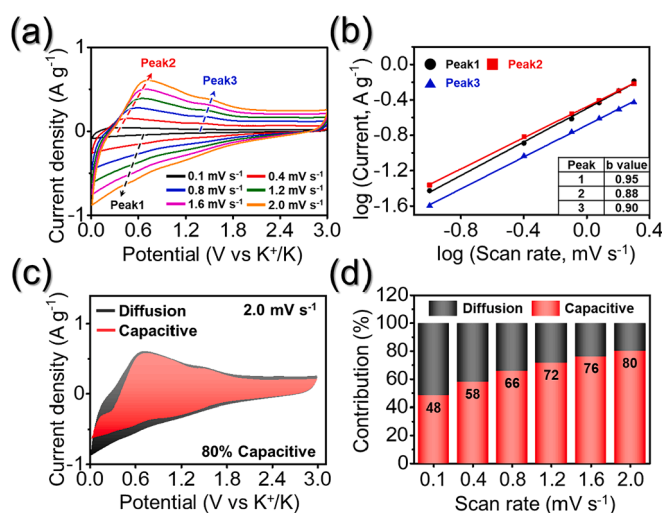 (a)
Current density (A g⁻¹)
1
0
-1
Peak2
Peak3
Peak1
0.1 mV s⁻¹ 0.4 mV s⁻¹
0.8 mV s⁻¹ 1.2 mV s⁻¹
1.6 mV s⁻¹ 2.0 mV s⁻¹
0.0 0.6 1.2 1.8 2.4 3.0
Potential (V vs K⁺/K)
(b)
log (Current, A g⁻¹)
0.0
-0.4
-0.8
-1.2
-1.6
Peak1 Peak2
Peak3
Peak b value
1 0.95
2 0.88
3 0.90
-0.8 -0.4 0.0 0.4
log (Scan rate, mV s⁻¹)
(c)
Current density (A g⁻¹)
1
0
-1
Diffusion 2.0 mV s⁻¹
Capacitive
80% Capacitive
0.0 0.6 1.2 1.8 2.4 3.0
Potential (V vs K⁺/K)
(d)
Contribution (%)
120
100
80
60
40
20
0
Diffusion Capacitive
48 58 66 72 76 80
0.1 0.4 0.8 1.2 1.6 2.0
Scan rate (mV s⁻¹)